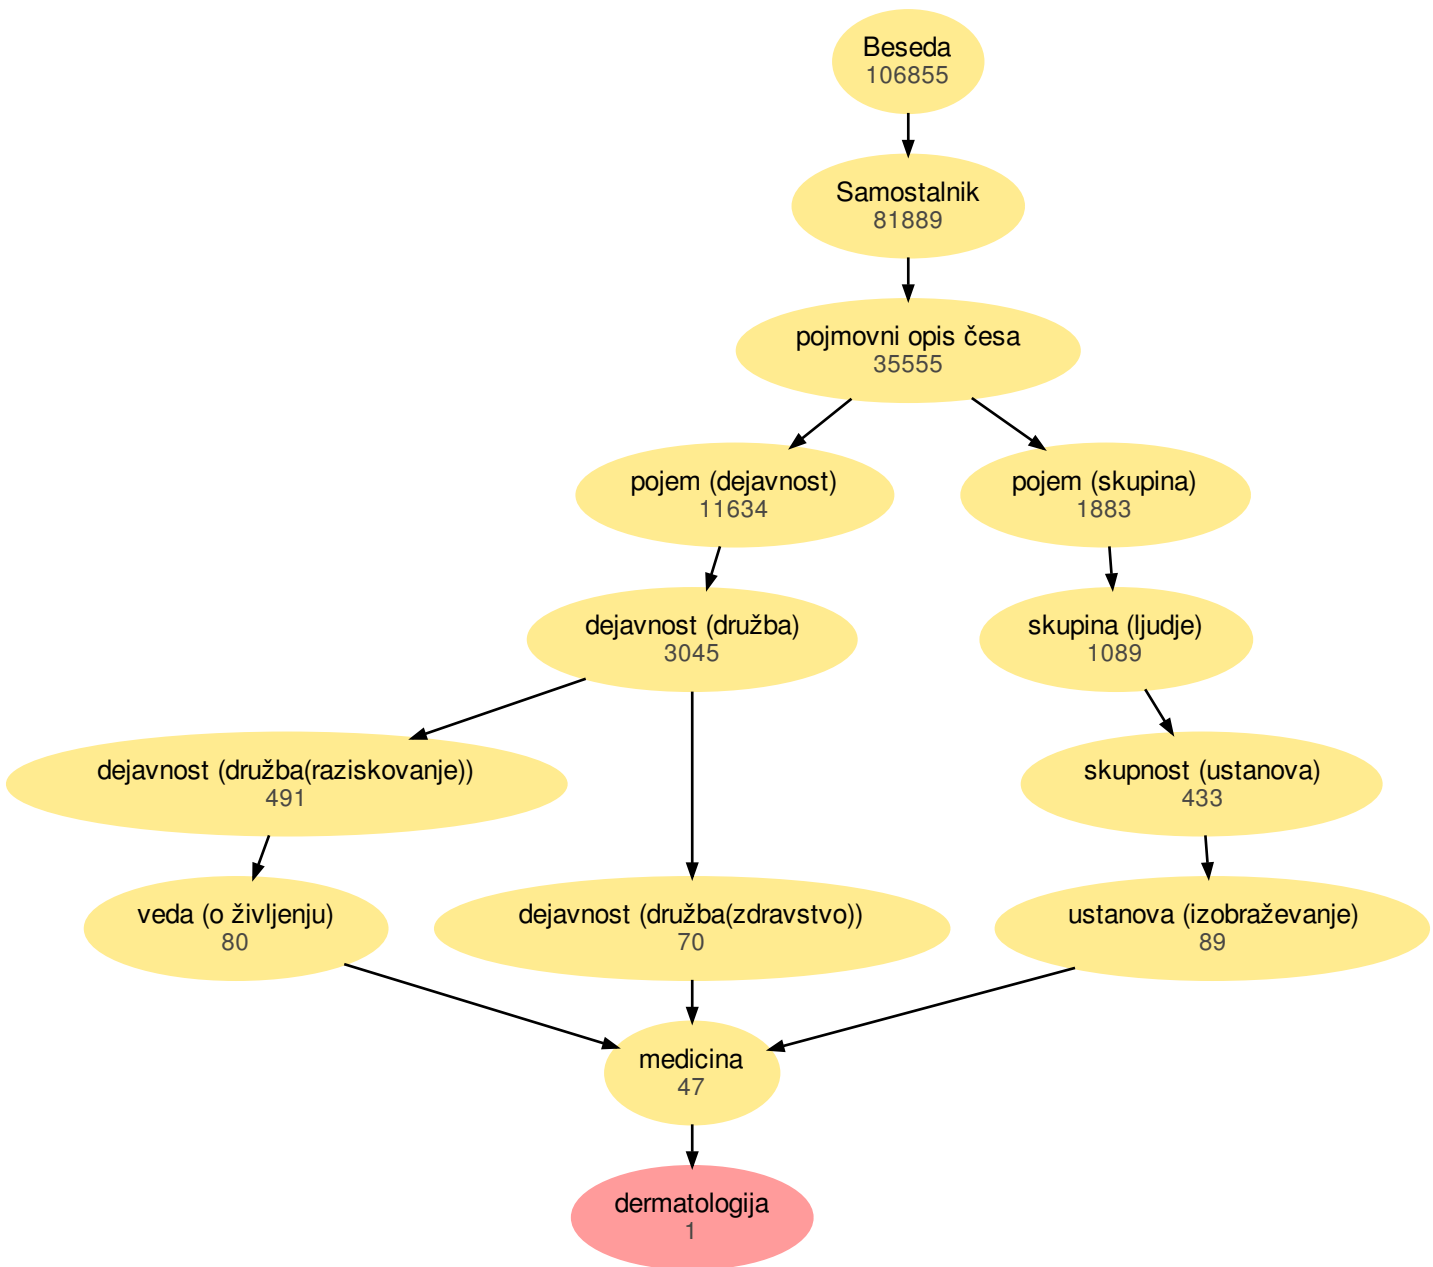 Beseda
106855
Samostalnik
81889
pojmovni opis česa
35555
pojem (dejavnost)
11634
pojem (skupina)
1883
dejavnost (družba)
3045
skupina (ljudje)
1089
dejavnost (družba(raziskovanje))
491
skupnost (ustanova)
433
veda (o življenju)
80
dejavnost (družba(zdravstvo))
70
ustanova (izobraževanje)
89
medicina
47
dermatologija
1